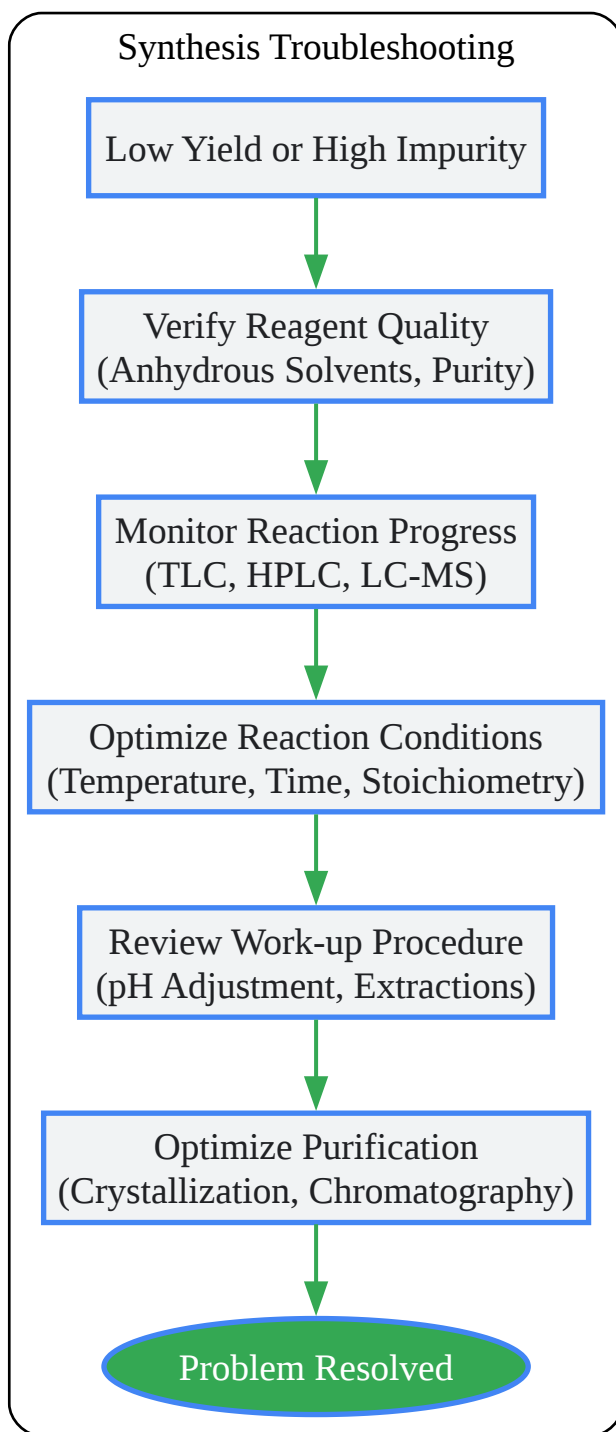 Synthesis Troubleshooting
Low Yield or High Impurity
Verify Reagent Quality
(Anhydrous Solvents, Purity)
Monitor Reaction Progress
(TLC, HPLC, LC-MS)
Optimize Reaction Conditions
(Temperature, Time, Stoichiometry)
Review Work-up Procedure
(pH Adjustment, Extractions)
Optimize Purification
(Crystallization, Chromatography)
Problem Resolved